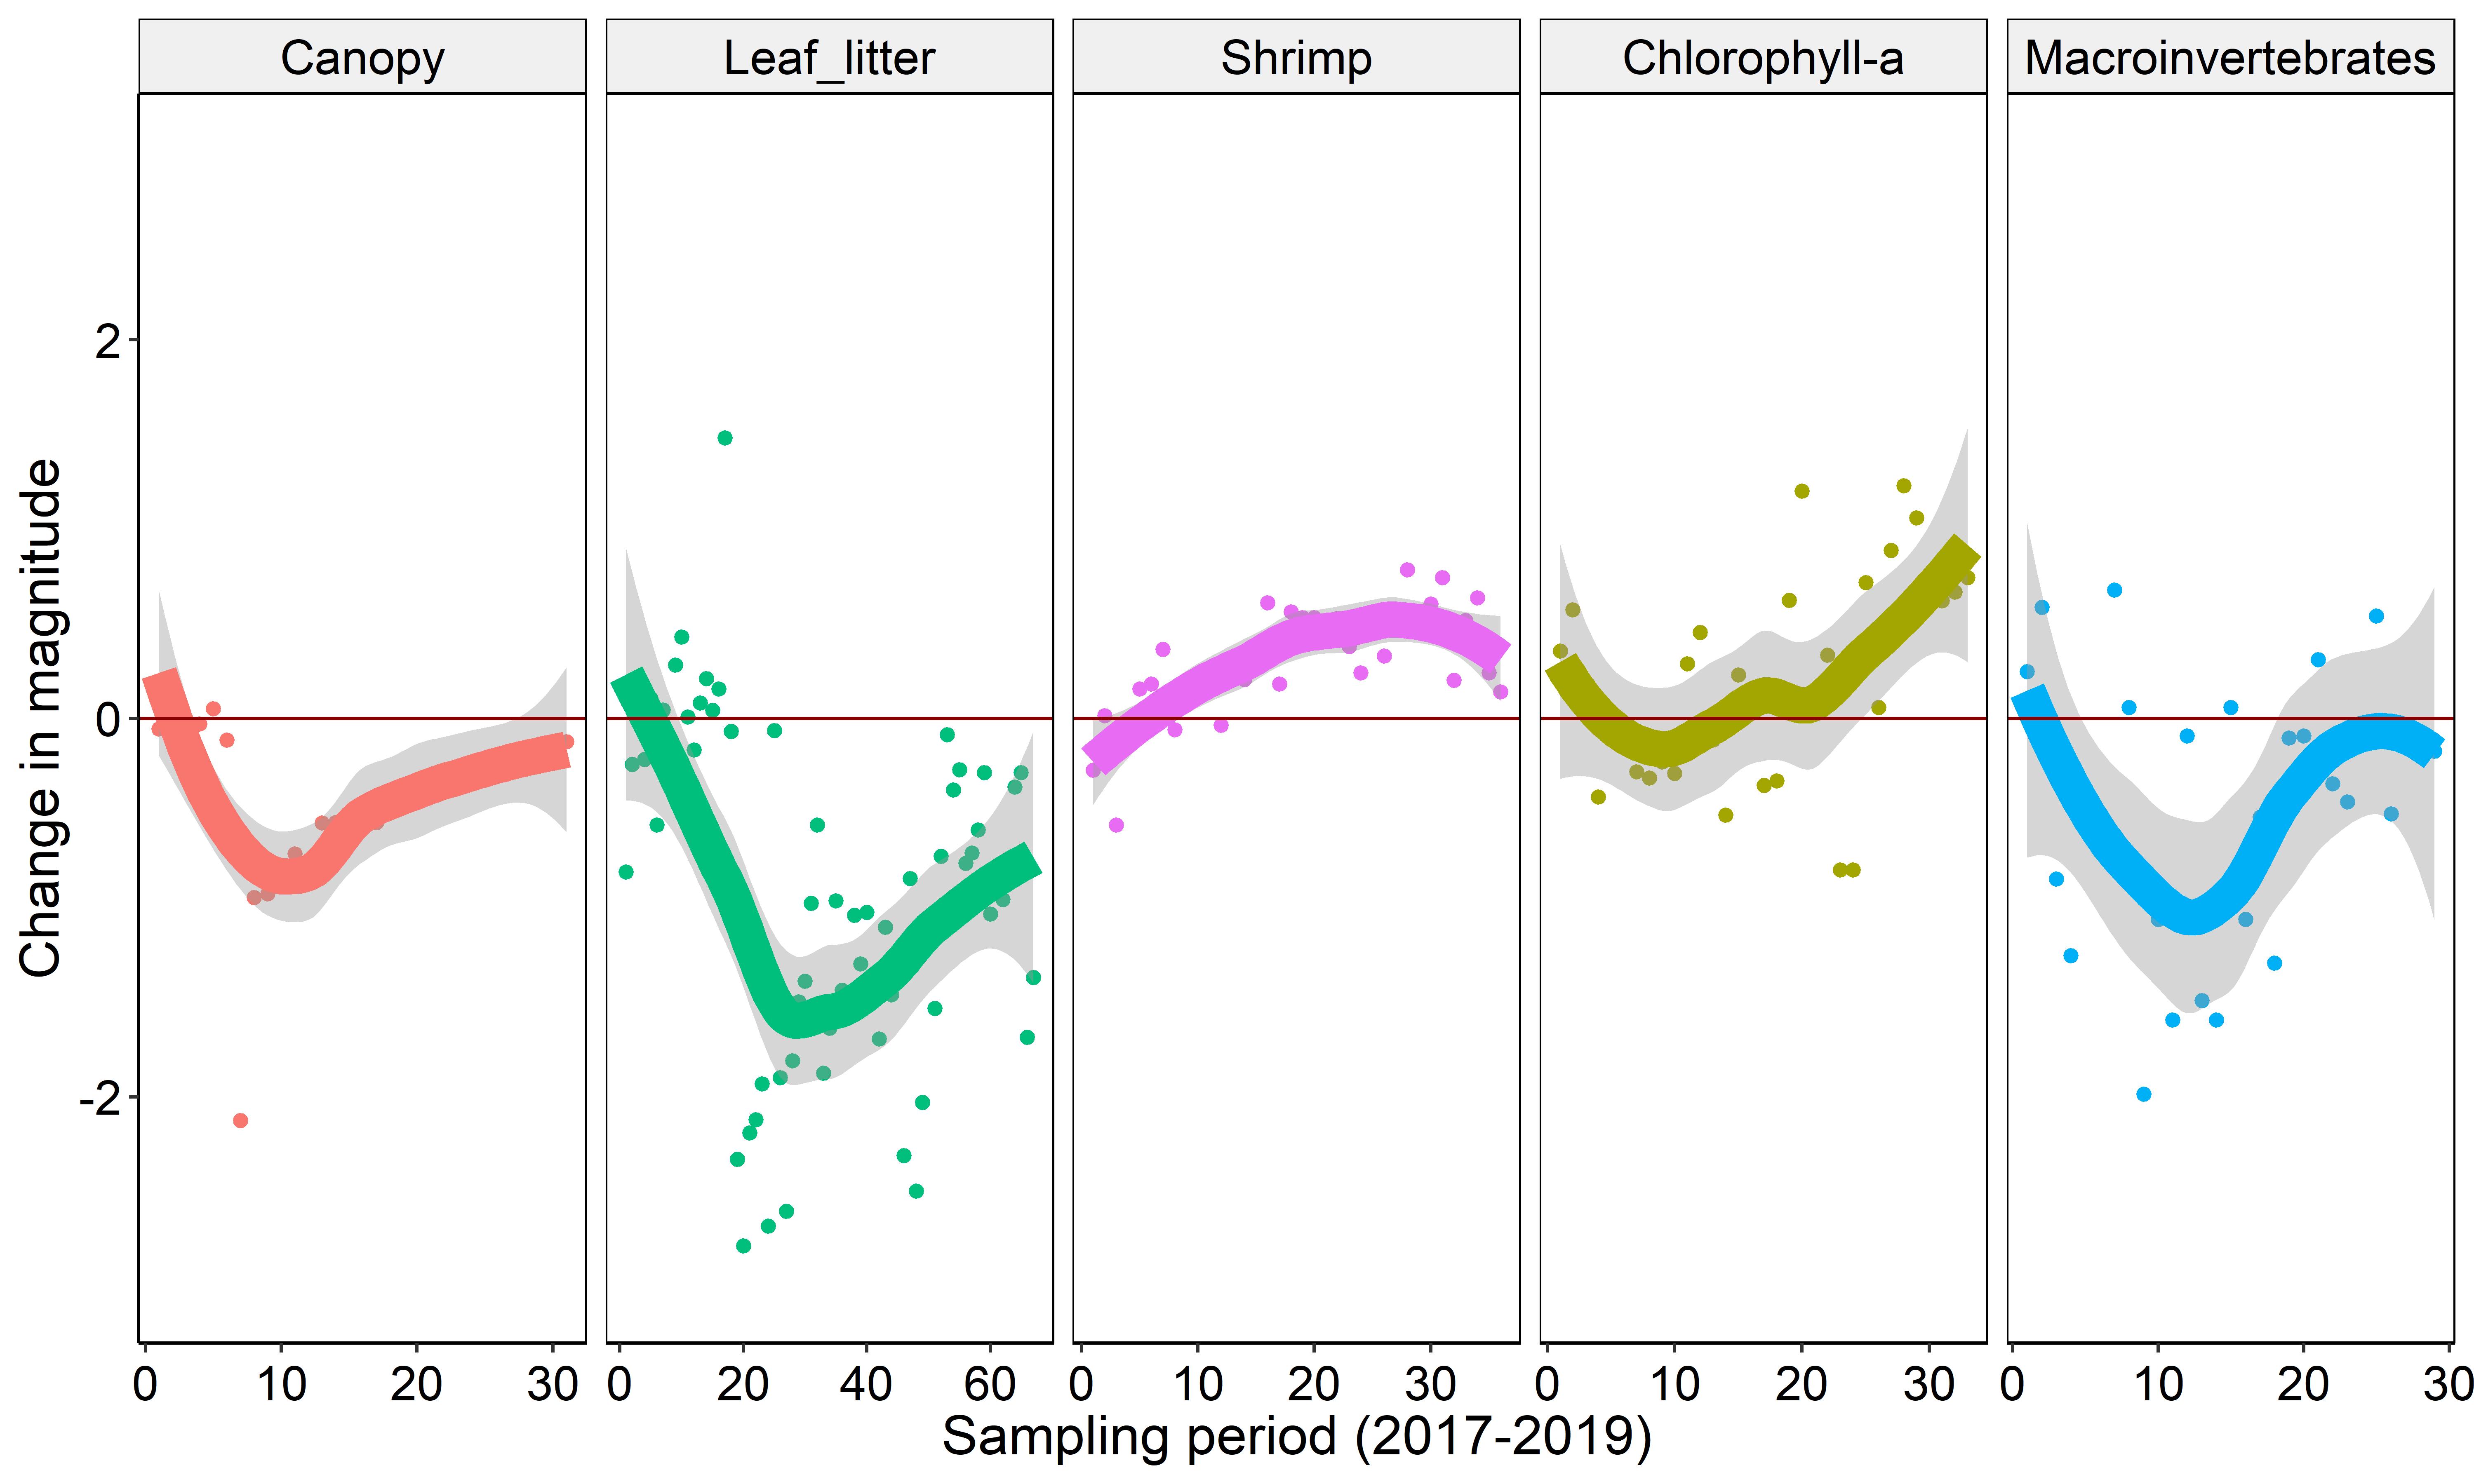 Canopy Leaf_litter Shrimp Chlorophyll-a Macroinvertebrates
Change in magnitude
2
0
-2
0 10 20 30 0 20 40 60 0 10 20 30 0 10 20 30 0 10 20 30
Sampling period (2017-2019)